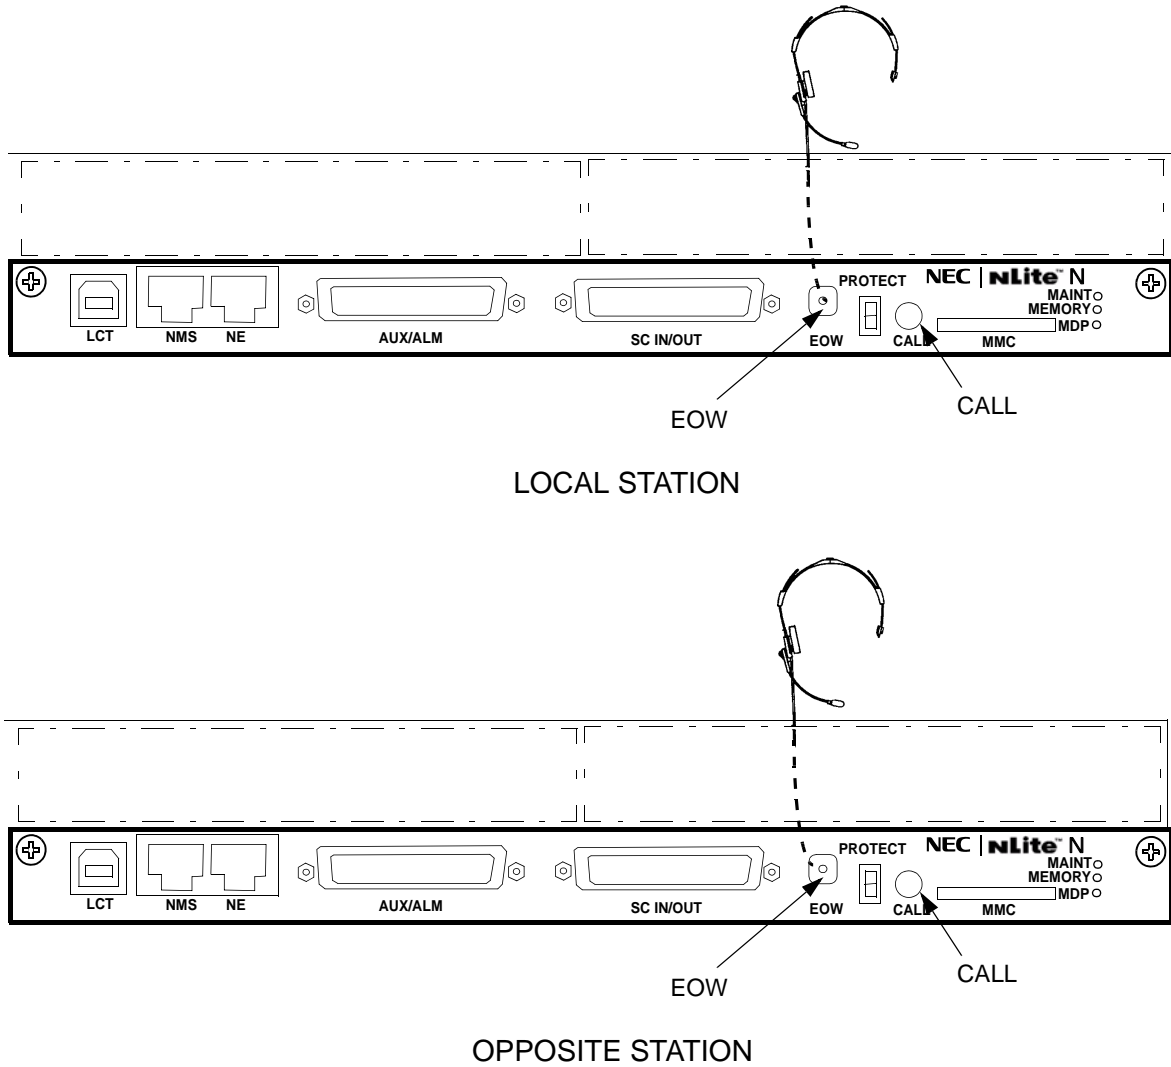 PROTECT NEC | NLite™ N
MAINT
MEMORY
MDP
LCT NMS NE AUX/ALM SC IN/OUT EOW CALL MMC
EOW CALL
LOCAL STATION
PROTECT NEC | NLite™ N
MAINT
MEMORY
MDP
LCT NMS NE AUX/ALM SC IN/OUT EOW CALL MMC
EOW CALL
OPPOSITE STATION